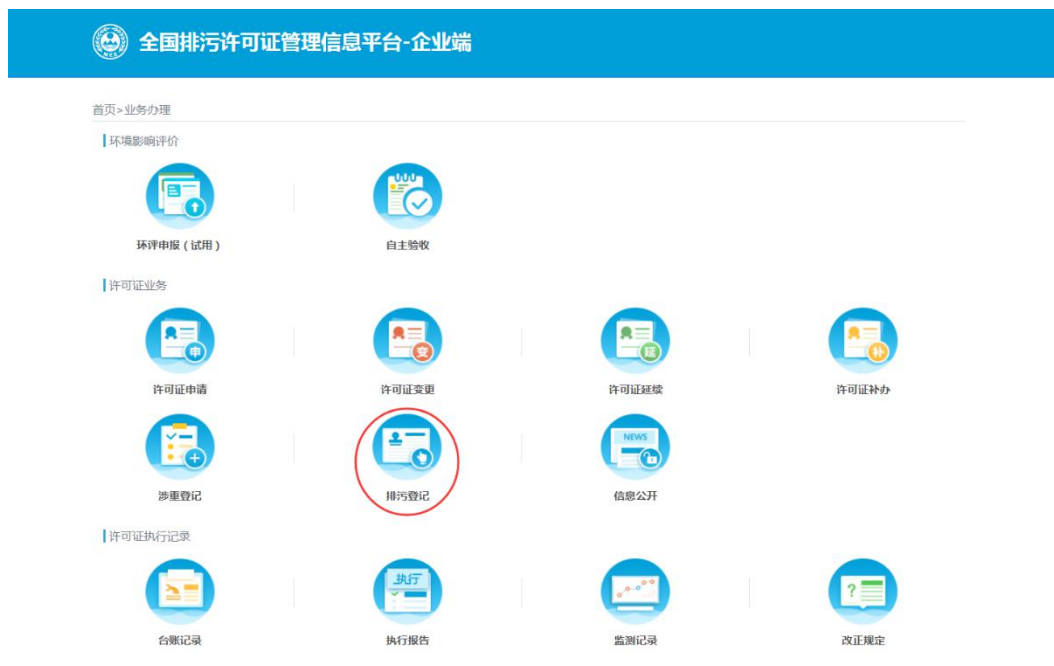 全国排污许可证管理信息平台-企业端
首页>业务办理
环境影响评价
环评申报（试用）
自主验收
许可证业务
申
变
延
补
许可证申请
许可证变更
许可证延续
许可证补办
NEWS
涉重登记
排污登记
信息公开
许可证执行记录
执行
?
台账记录
执行报告
监测记录
改正规定